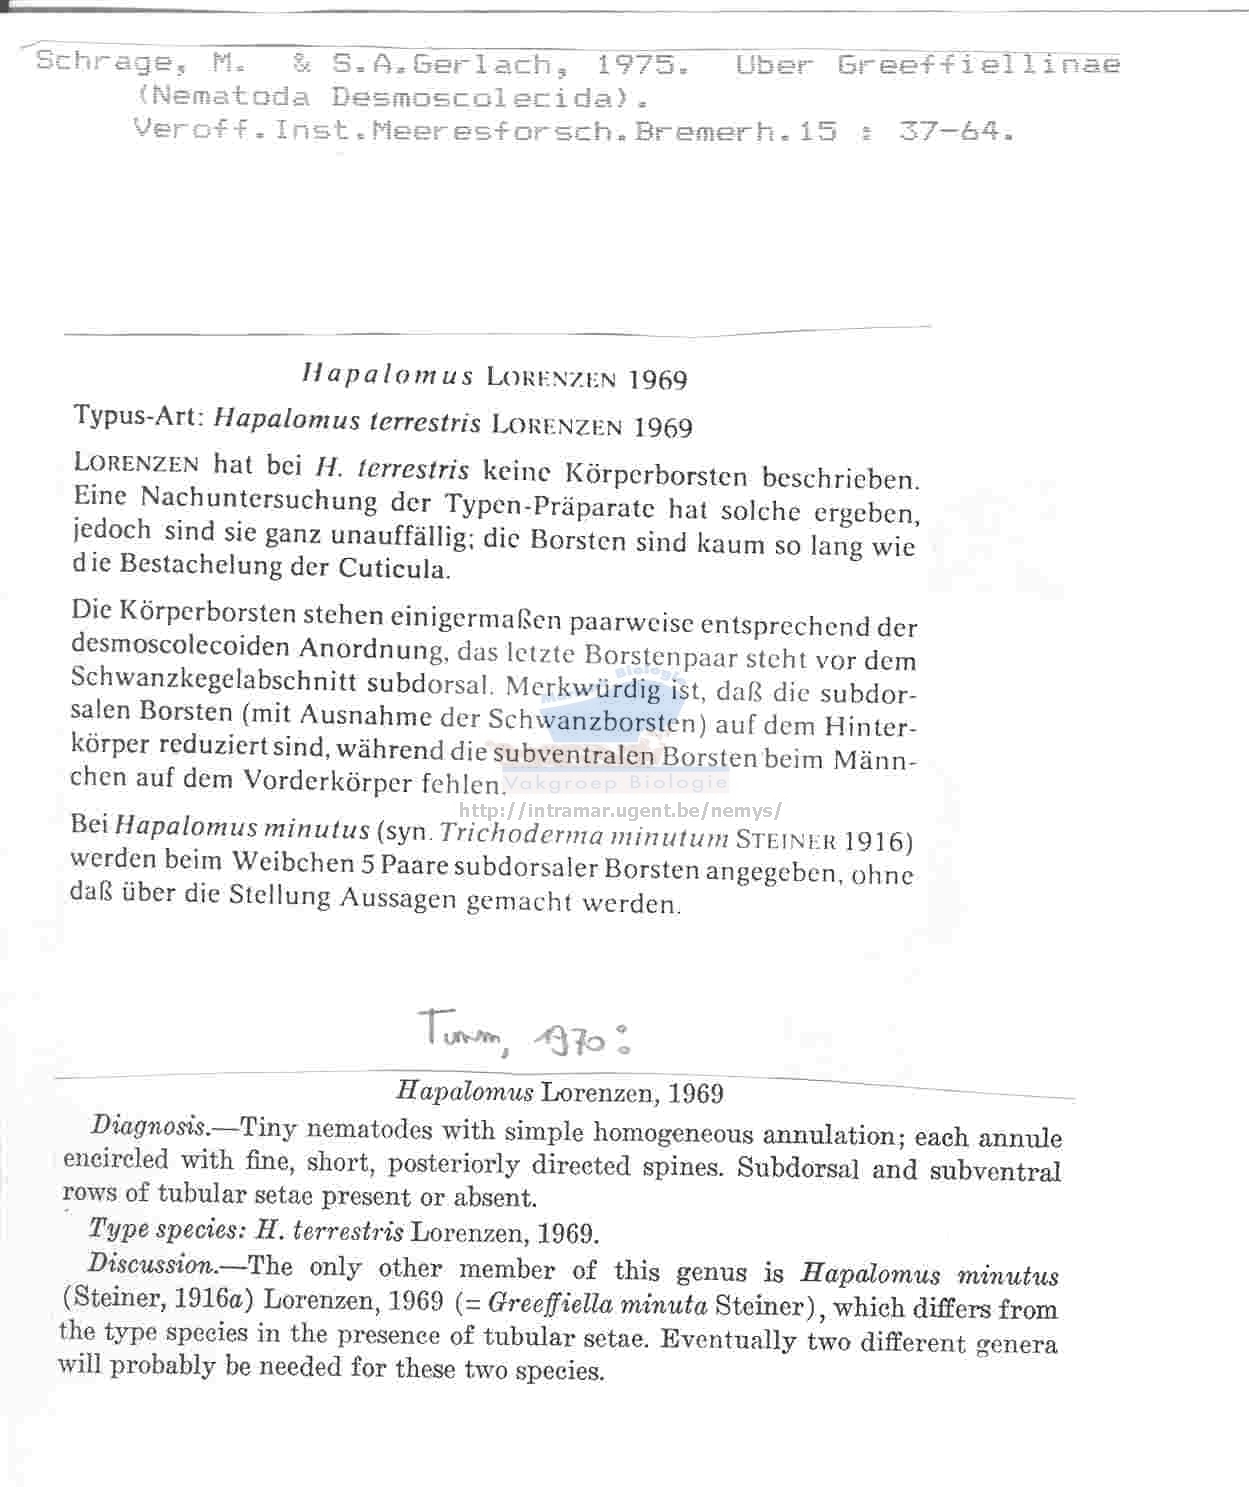 Schrage, M. & S.A.Gerlach, 1975. Uber Greeffiellinae
(Nematoda Desmoscolecida).
Veroff.Inst.Meeresforsch.Bremerh.15 : 37-64.
Hapalomus LORENZEN 1969
Typus-Art: Hapalomus terrestris LORENZEN 1969
LORENZEN hat bei H. terrestris keine Körperborsten beschrieben.
Eine Nachuntersuchung der Typen-Präparate hat solche ergeben,
jedoch sind sie ganz unauffällig; die Borsten sind kaum so lang wie
die Bestachelung der Cuticula.
Die Körperborsten stehen einigermaßen paarweise entsprechend der
desmoscolecoiden Anordnung, das letzte Borstenpaar steht vor dem
Schwanzkegelabschnitt subdorsal. Merkwürdig ist, daß die subdor-
salen Borsten (mit Ausnahme der Schwanzborsten) auf dem Hinter-
körper reduziert sind, während die subventralen Borsten beim Männ-
chen auf dem Vorderkörper fehlen.
Marine Biologie
Vakgroep Biologie
http://intramar.ugent.be/nemys/
Bei Hapalomus minutus (syn. Trichoderma minutum STEINER 1916)
werden beim Weibchen 5 Paare subdorsaler Borsten angegeben, ohne
daß über die Stellung Aussagen gemacht werden.
Timm, 1970:
Hapalomus Lorenzen, 1969
Diagnosis.—Tiny nematodes with simple homogeneous annulation; each annule
encircled with fine, short, posteriorly directed spines. Subdorsal and subventral
rows of tubular setae present or absent.
Type species: H. terrestris Lorenzen, 1969.
Discussion.—The only other member of this genus is Hapalomus minutus
(Steiner, 1916a) Lorenzen, 1969 (= Greeffiella minuta Steiner), which differs from
the type species in the presence of tubular setae. Eventually two different genera
will probably be needed for these two species.